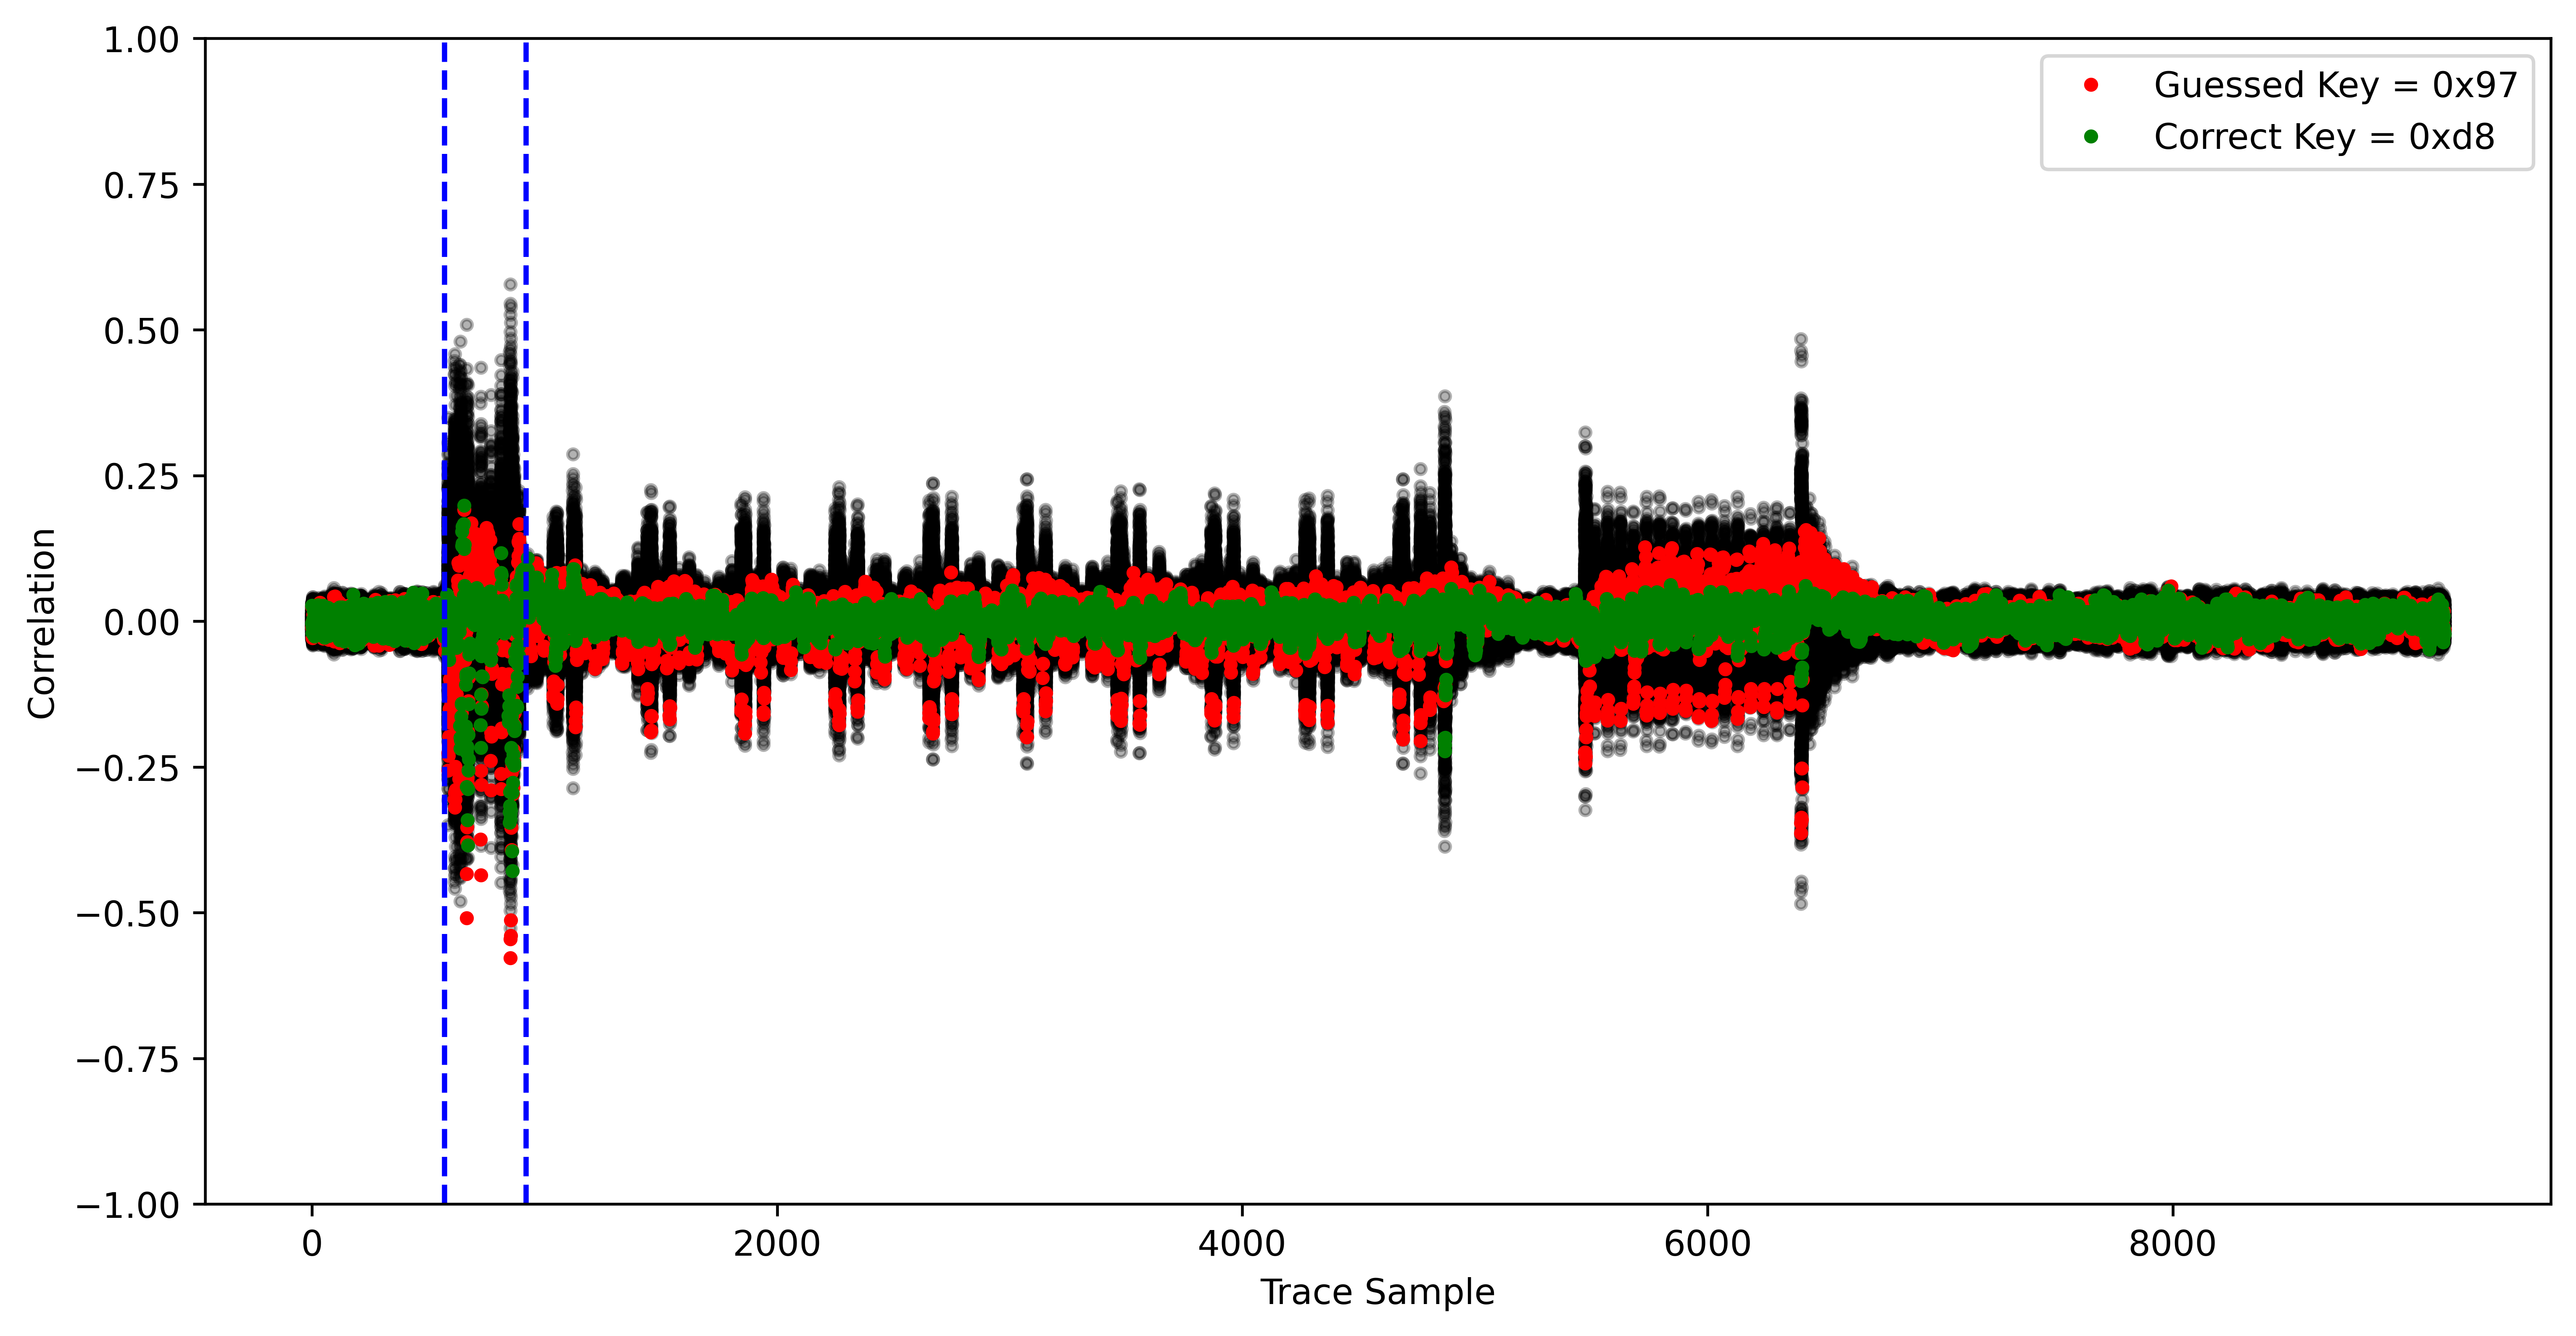 1.00
0.75
0.50
0.25
0.00
−0.25
−0.50
−0.75
−1.00
Correlation
Guessed Key = 0x97
Correct Key = 0xd8
0 2000 4000 6000 8000
Trace Sample